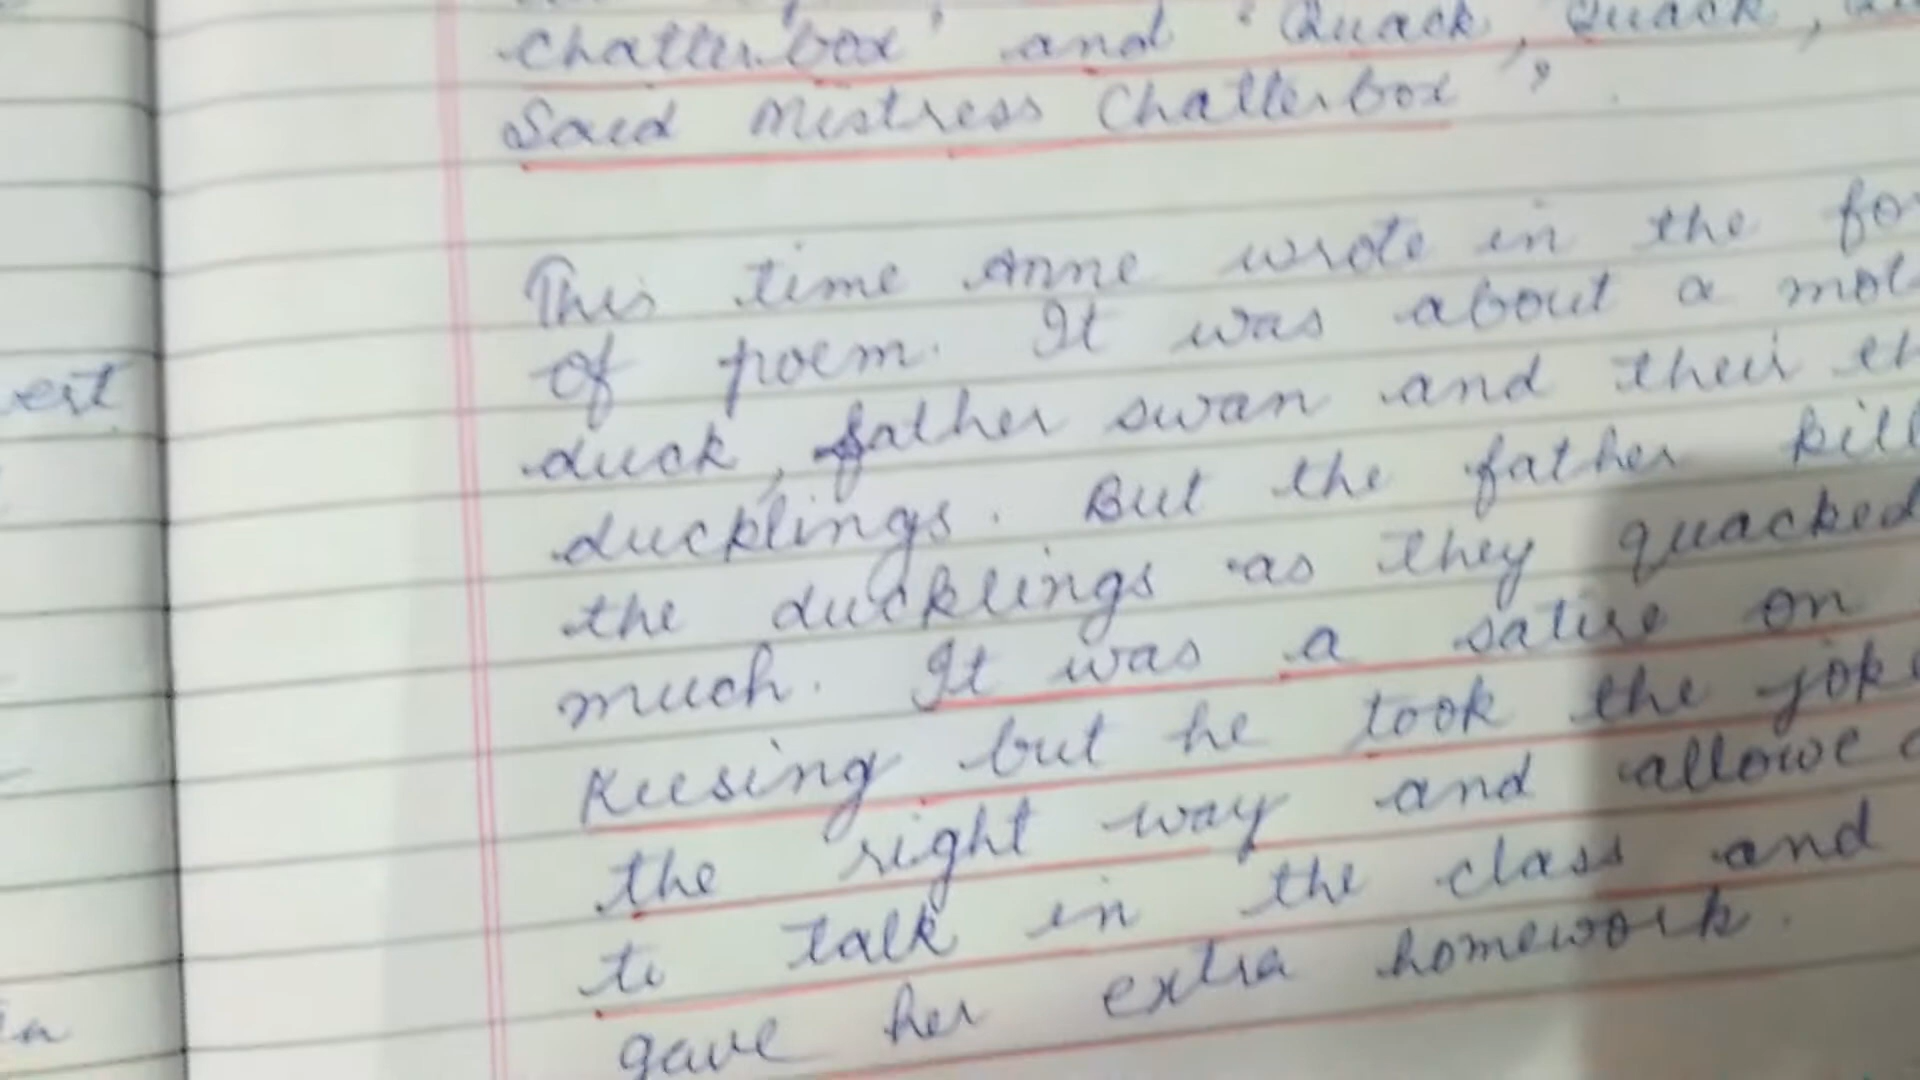 Chatterbox' and 'Quack, Quack,
Said Mistress Chatterbox'
This time Anne wrote in the
of poem. It was about a
duck, father swan and their
ducklings. But the father
the ducklings as they quacked
much. It was a satire on
Keesing but he took the joke
the right way and allowed
to talk in the class and
gave her extra homework.